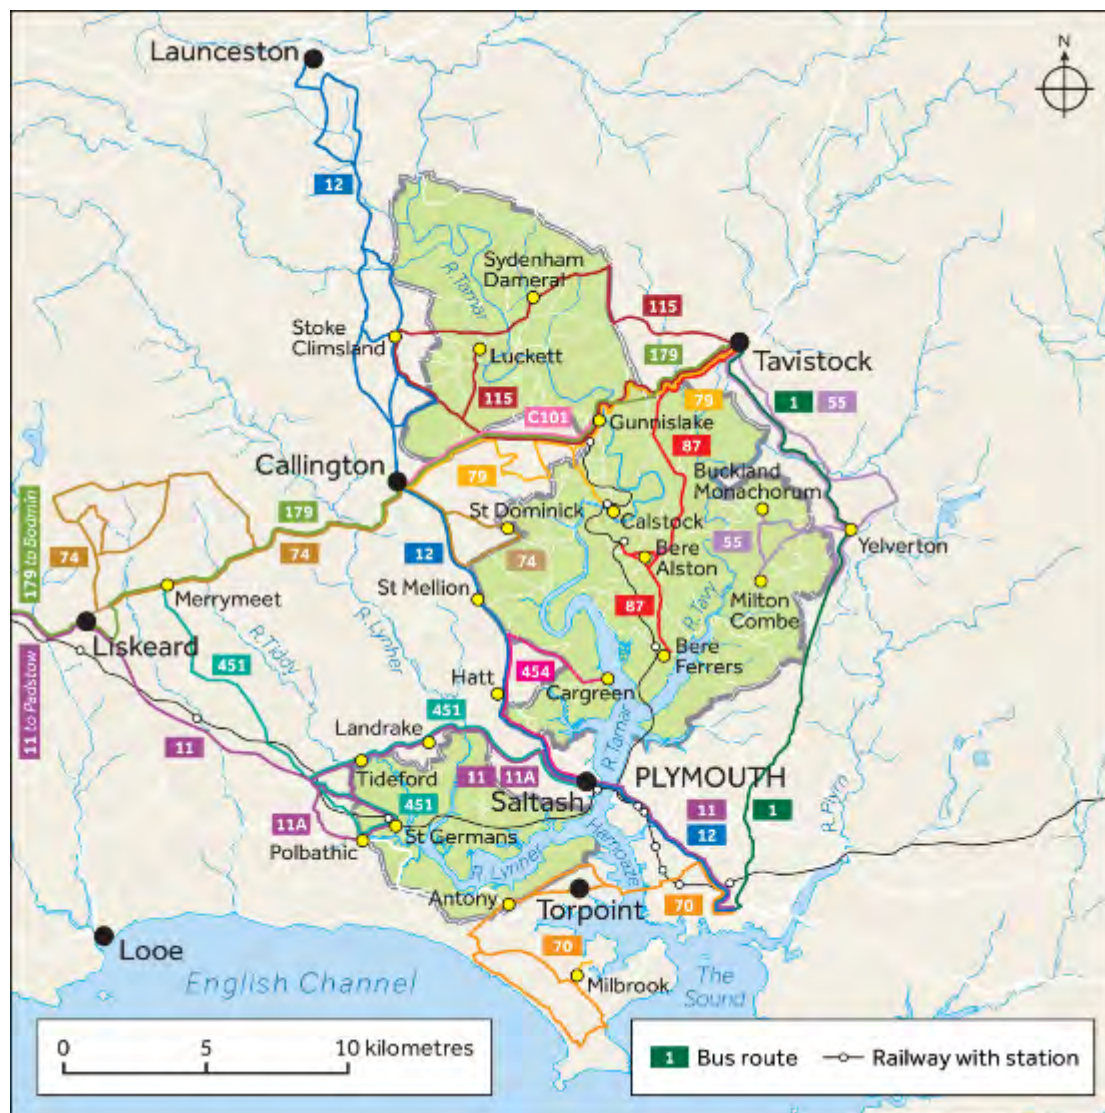 Launceston
N
12
Sydenham
Dameral
R.Tamar
115
Stoke
Climsland
Luckett
179
Tavistock
115
79
1
55
C101
Gunnislake
87
Callington
79
Buckland
Monachorum
179
St Dominick
Calstock
179 to Bodmin
74
74
12
74
55
Yelverton
Bere
Alston
Merrymeet
St Mellion
87
R.Tavy
Milton
Combe
Liskeard
R.Tiddy
R.Lynher
451
454
Bere
Ferrers
11 to Padstow
Hatt
Cargreen
451
11
Landrake
R.Tamar
Tideford
11
11A
PLYMOUTH
Saltash
R.Plym
451
11
1
11A
St Germans
12
Polbathic
R.Lynher
Hamoaze
Antony
Torpoint
70
Looe
70
English Channel
Milbrook
The
Sound
0
5
10 kilometres
1
Bus route
Railway with station